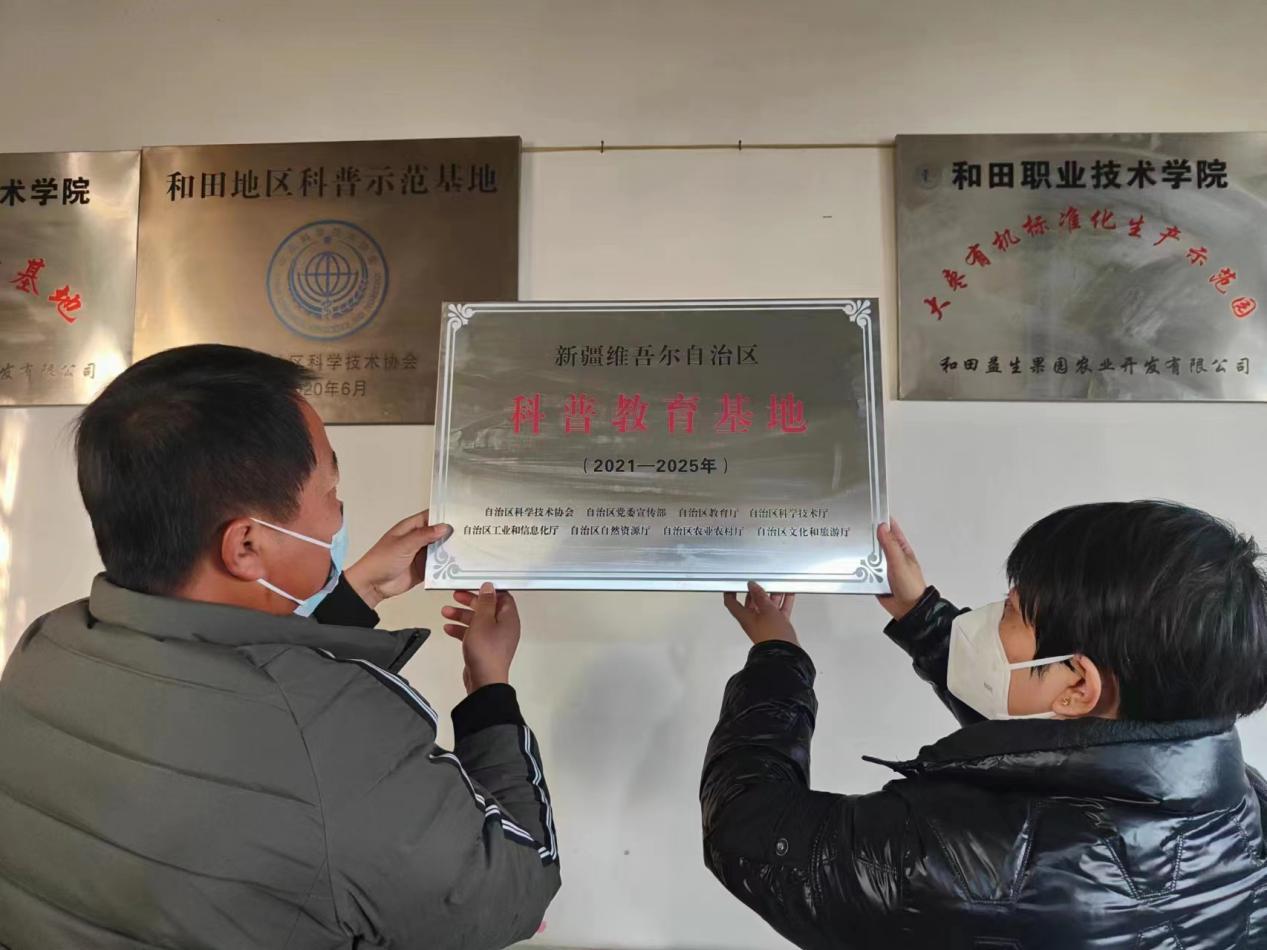 术学院
基地
发有限公司
和田地区科普示范基地
区科学技术协会
20年6月
新疆维吾尔自治区
科普教育基地
（2021—2025年）
自治区科学技术协会 自治区党委宣传部 自治区教育厅 自治区科学技术厅
自治区工业和信息化厅 自治区自然资源厅 自治区农业农村厅 自治区文化和旅游厅
和田职业技术学院
大枣有机标准化生产示范园
和田益生果园农业开发有限公司